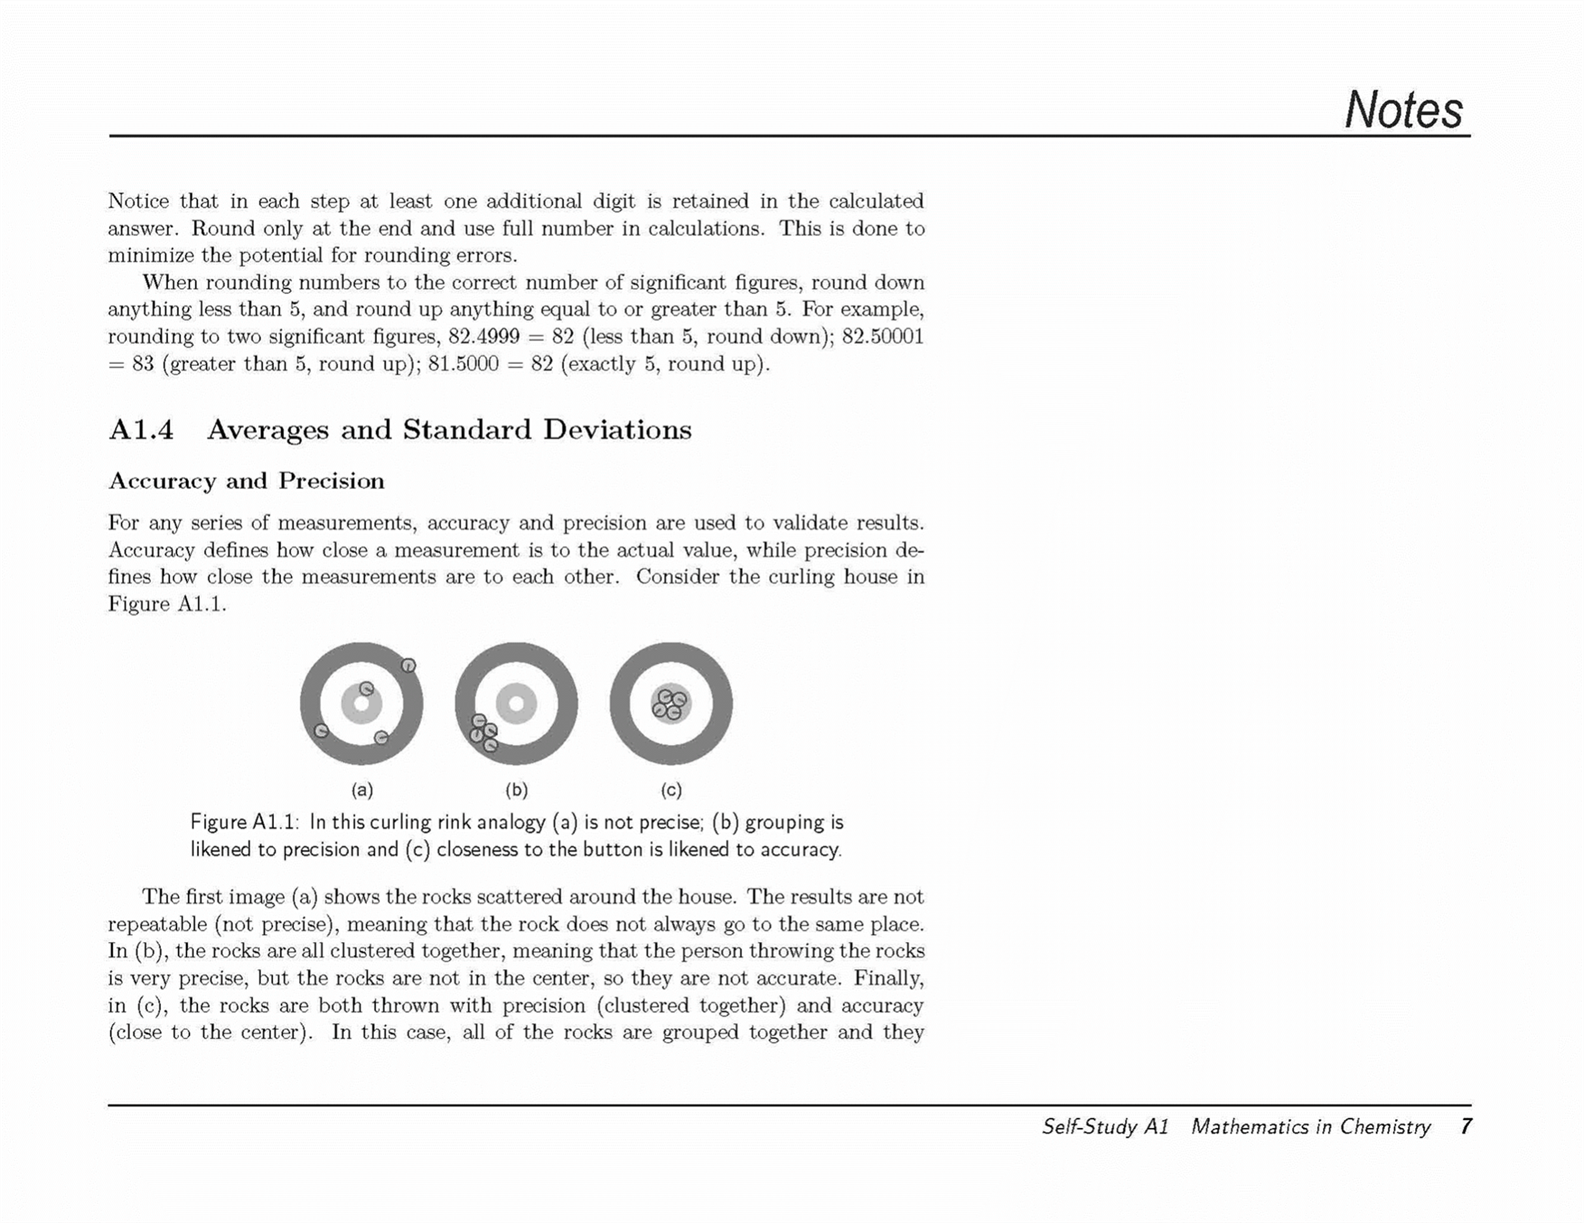 Notes
Notice that in each step at least one additional digit is retained in the calculated
answer. Round only at the end and use full number in calculations. This is done to
minimize the potential for rounding errors.
When rounding numbers to the correct number of significant figures, round down
anything less than 5, and round up anything equal to or greater than 5. For example,
rounding to two significant figures, 82.4999 = 82 (less than 5, round down); 82.50001
= 83 (greater than 5, round up); 81.5000 = 82 (exactly 5, round up).
A1.4 Averages and Standard Deviations
Accuracy and Precision
For any series of measurements, accuracy and precision are used to validate results.
Accuracy defines how close a measurement is to the actual value, while precision de-
fines how close the measurements are to each other. Consider the curling house in
Figure A1.1.
(a) (b) (c)
Figure A1.1: In this curling rink analogy (a) is not precise; (b) grouping is
likened to precision and (c) closeness to the button is likened to accuracy.
The first image (a) shows the rocks scattered around the house. The results are not
repeatable (not precise), meaning that the rock does not always go to the same place.
In (b), the rocks are all clustered together, meaning that the person throwing the rocks
is very precise, but the rocks are not in the center, so they are not accurate. Finally,
in (c), the rocks are both thrown with precision (clustered together) and accuracy
(close to the center). In this case, all of the rocks are grouped together and they
Self-Study A1 Mathematics in Chemistry 7